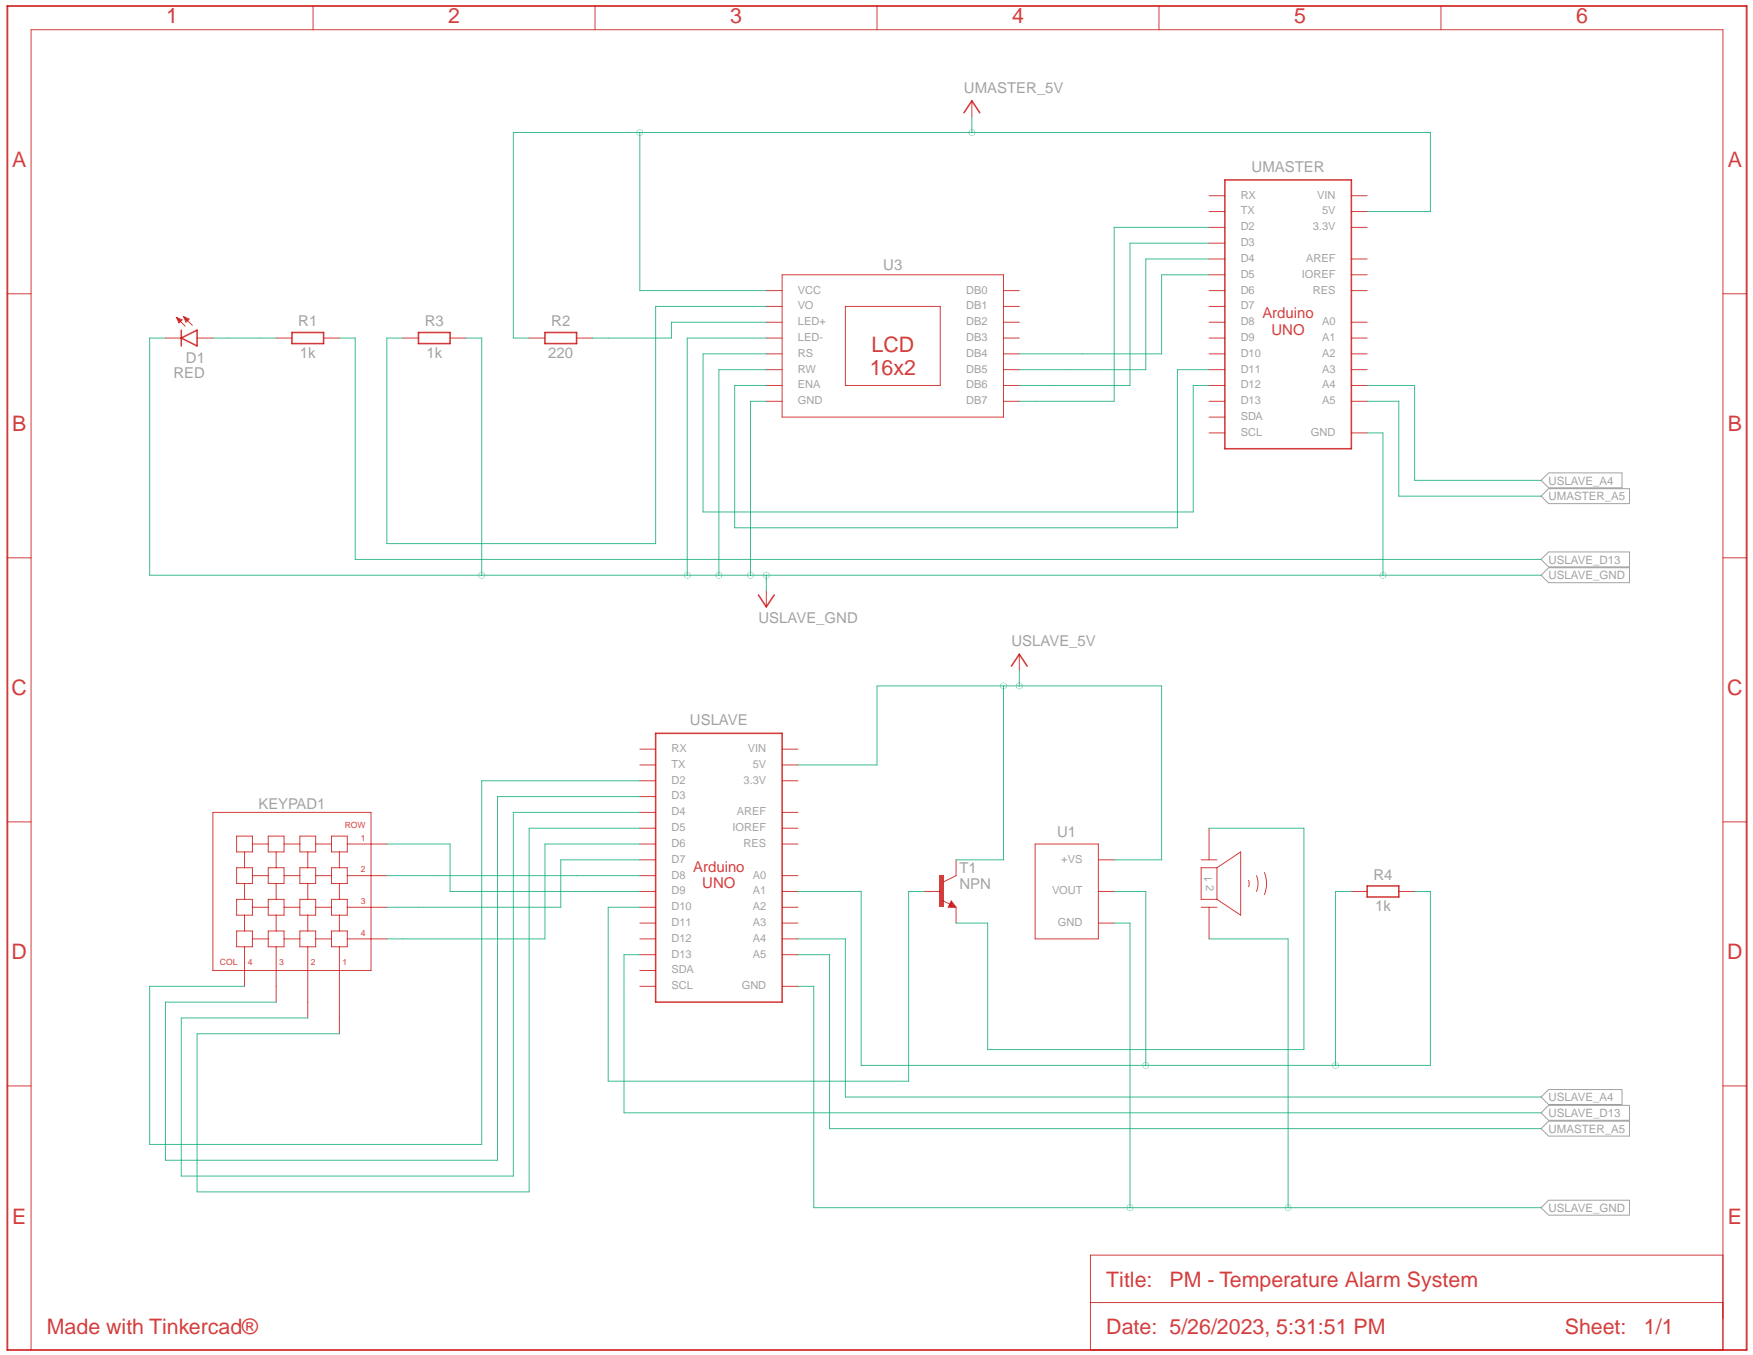 1 2 3 4 5 6
A A
B B
C C
D D
E E
UMASTER_5V
UMASTER
RX VIN
TX 5V
D2 3.3V
D3
D4 AREF
D5 IOREF
D6 RES
D7
D8 A0
D9 A1
D10 A2
D11 A3
D12 A4
D13 A5
SDA
SCL GND
Arduino
UNO
U3
VCC DB0
VO DB1
LED+ DB2
LED- DB3
RS DB4
RW DB5
ENA DB6
GND DB7
LCD
16x2
D1
RED
R1
1k
R3
1k
R2
220
USLAVE_A4
UMASTER_A5
USLAVE_D13
USLAVE_GND
USLAVE_GND
USLAVE_5V
USLAVE
RX VIN
TX 5V
D2 3.3V
D3
D4 AREF
D5 IOREF
D6 RES
D7
D8 A0
D9 A1
D10 A2
D11 A3
D12 A4
D13 A5
SDA
SCL GND
Arduino
UNO
KEYPAD1
ROW
1
2
3
4
COL 4 3 2 1
T1
NPN
U1
+VS
VOUT
GND
1 2
R4
1k
USLAVE_A4
USLAVE_D13
UMASTER_A5
USLAVE_GND
Title: PM - Temperature Alarm System
Date: 5/26/2023, 5:31:51 PM Sheet: 1/1
Made with Tinkercad®